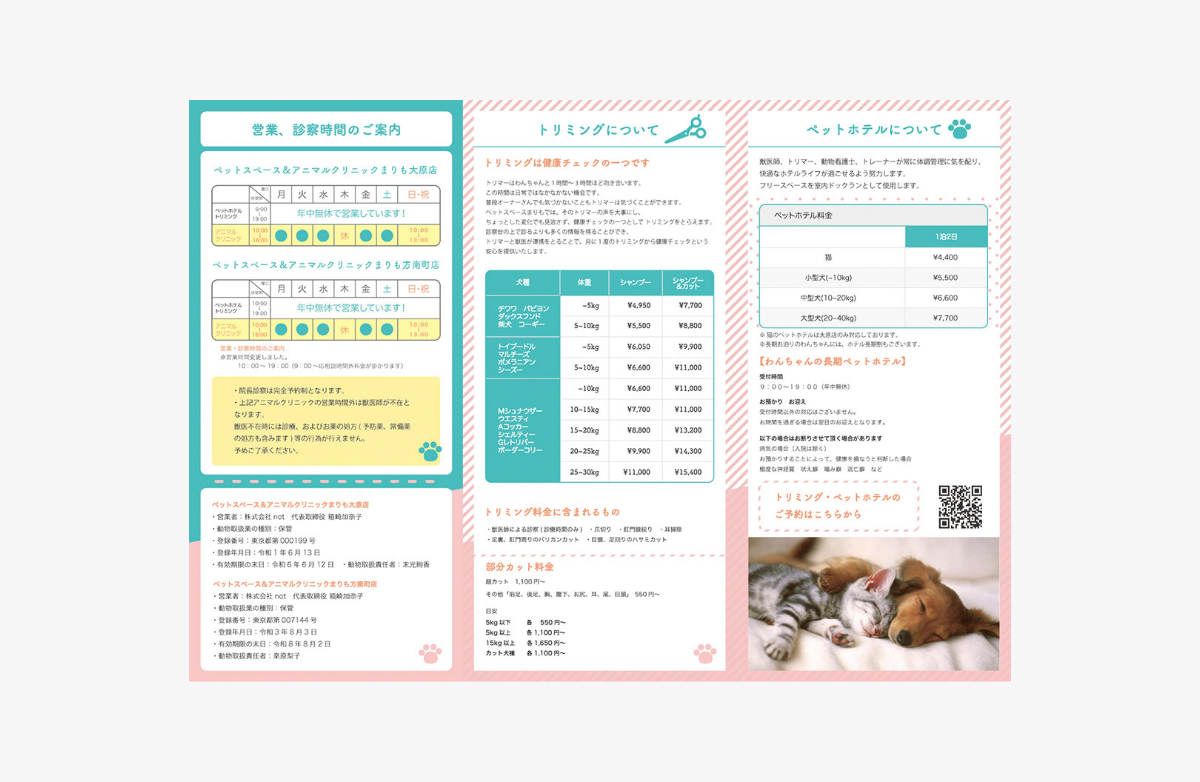 営業、診察時間のご案内
ペットスペース＆アニマルクリニックまりも大原店
曜日
月 火 水 木 金 土 日・祝
ペットホテル
トリミング
9:00
19:00
年中無休で営業しています！
アニマル
クリニック
10:00
16:00
休
10:00
13:00
ペットスペース＆アニマルクリニックまりも方南町店
曜日
月 火 水 木 金 土 日・祝
ペットホテル
トリミング
10:00
19:00
年中無休で営業しています！
アニマル
クリニック
10:00
16:00
休
10:00
13:00
営業・診察時間のご案内
※営業時間変更しました。
10：00～19：00（9：00～応相談時間外料金が掛かります）
・院長診察は完全予約制となります。
・上記アニマルクリニックの営業時間外は獣医師が不在と
なります。
獣医不在時には診療、およびお薬の処方(予防薬、常備薬
の処方も含みます)等の行為が行えません。
予めご了承ください。
ペットスペース＆アニマルクリニックまりも大原店
・営業者：株式会社 not　代表取締役 箱崎加奈子
・動物取扱業の種別：保管
・登録番号：東京都第 000199 号
・登録年月日：令和 1 年 6 月 13 日
・有効期限の末日：令和 6 年 6 月 12 日　・動物取扱責任者：末光絢香
ペットスペース＆アニマルクリニックまりも方南町店
・営業者：株式会社 not　代表取締役 箱崎加奈子
・動物取扱業の種別：保管
・登録番号：東京都第 007144 号
・登録年月日：令和 3 年 8 月 3 日
・有効期限の末日：令和 8 年 8 月 2 日
・動物取扱責任者：幸原梨子
トリミングについて
トリミングは健康チェックの一つです
トリマーはわんちゃんと1時間～3時間ほど向き合います。
この時間は日常ではなかなかない機会です。
普段オーナーさんでも気づかないこともトリマーは気づくことができます。
ペットスペースまりもでは、そのトリマーの声を大事にし、
ちょっとした変化でも見逃さず、健康チェックの一つとして トリミングをとらえます。
診察台の上で診るよりも多くの情報を得ることができ、
トリマーと獣医が連携をとることで、月に1度のトリミングから健康チェックという
安心を提供いたします。
犬種 体重 シャンプー シャンプー
＆カット
チワワ　パピヨン
ダックスフンド
柴犬　コーギー
~5kg ¥4,950 ¥7,700
5~10kg ¥5,500 ¥8,800
トイプードル
マルチーズ
ポメラニアン
シーズー
~5kg ¥6,050 ¥9,900
5~10kg ¥6,600 ¥11,000
Mシュナウザー
ウエスティ
Aコッカー
シェルティー
Gレトリバー
ボーダーコリー
~10kg ¥6,600 ¥11,000
10~15kg ¥7,700 ¥11,000
15~20kg ¥8,800 ¥13,200
20~25kg ¥9,900 ¥14,300
25~30kg ¥11,000 ¥15,400
トリミング料金に含まれるもの
・獣医師による診察(診療時間のみ)　・爪切り　・肛門腺絞り　・耳掃除
・足裏、肛門周りのバリカンカット　・目頭、足回りのハサミカット
部分カット料金
顔カット　1,100 円～
その他「前足、後足、胸、腹下、お尻、耳、尾、目頭」 550 円～
目安
5kg 以下　各　550 円～
5kg 以上　各 1,100 円～
15kg 以上　各 1,650 円～
カット犬種　各 1,100 円～
ペットホテルについて
獣医師、トリマー、動物看護士、トレーナーが常に体調管理に気を配り、
快適なホテルライフが過ごせるよう努力します。
フリースペースを室内ドックランとして使用します。
ペットホテル料金
1泊2日
猫 ¥4,400
小型犬(~10kg) ¥5,500
中型犬(10~20kg) ¥6,600
大型犬(20~40kg) ¥7,700
※ 猫のペットホテルは大原店のみ対応しております。
※長期お泊りのわんちゃんには、ホテル長期割もございます。
【わんちゃんの長期ペットホテル】
受付時間
9：00～19：00（年中無休）
お預かり　お迎え
受付時間以外の対応はございません。
お時間を過ぎる場合は翌日のお迎えとなります。
以下の場合はお断りさせて頂く場合があります
病気の場合（入院は除く）
お預かりすることによって、健康を損なうと判断した場合
極度な神経質　吠え癖　噛み癖　逃亡癖　など
トリミング・ペットホテルの
ご予約はこちらから